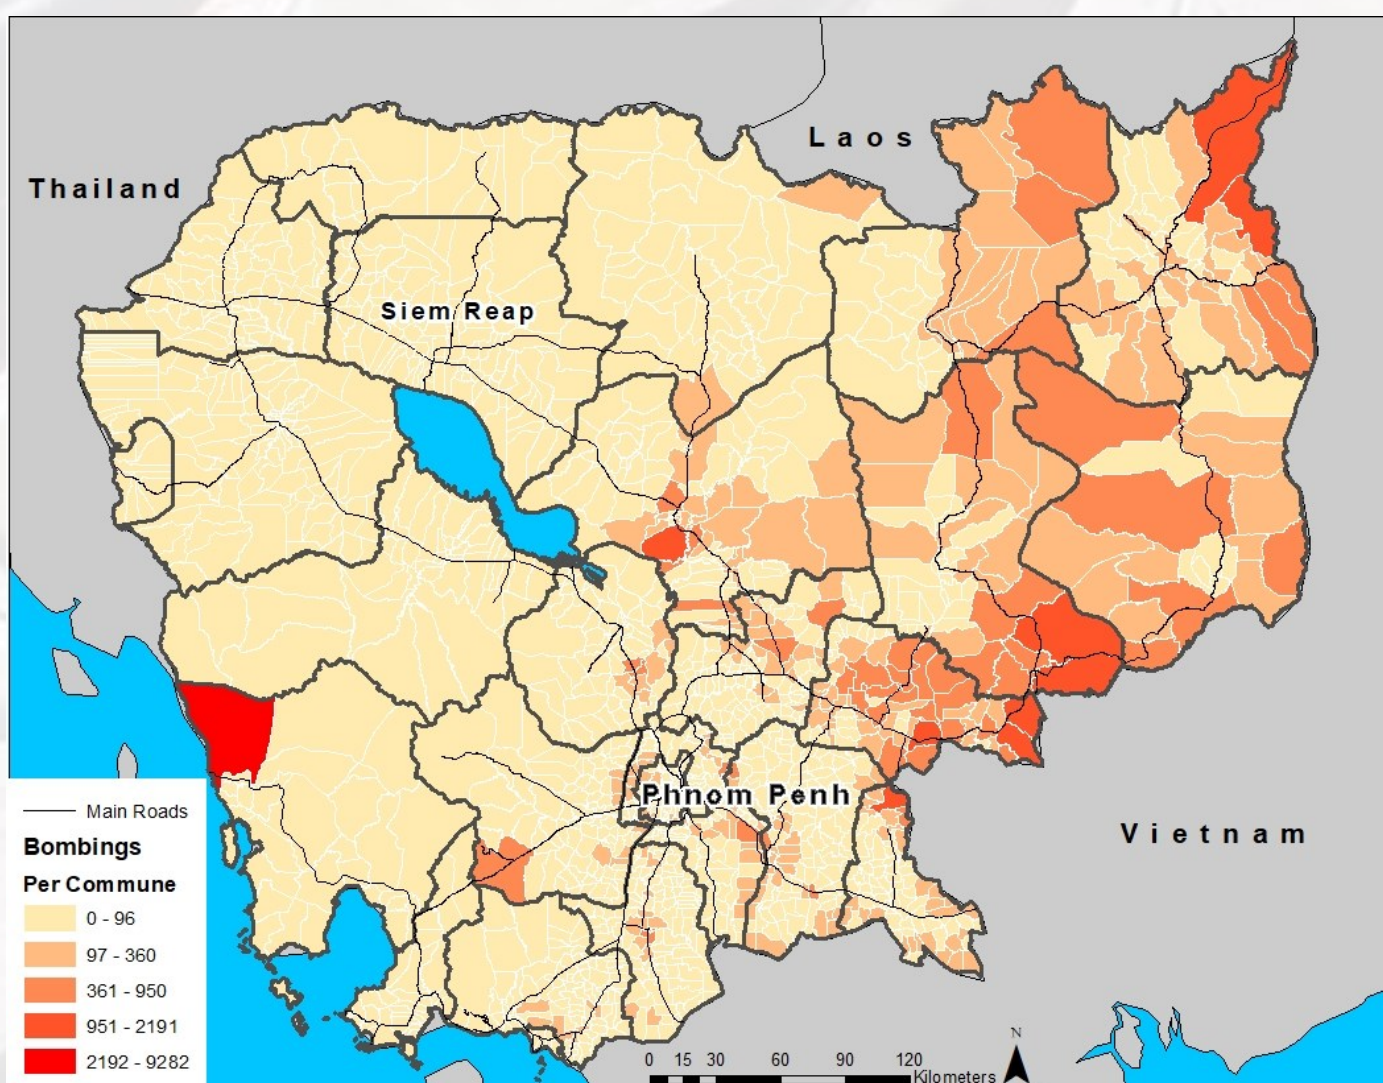 Laos
Thailand
Siem Reap
Phnom Penh
Vietnam
Main Roads
Bombings
Per Commune
0 - 96
97 - 360
361 - 950
951 - 2191
2192 - 9282
N
0 15 30 60 90 120
Kilometers